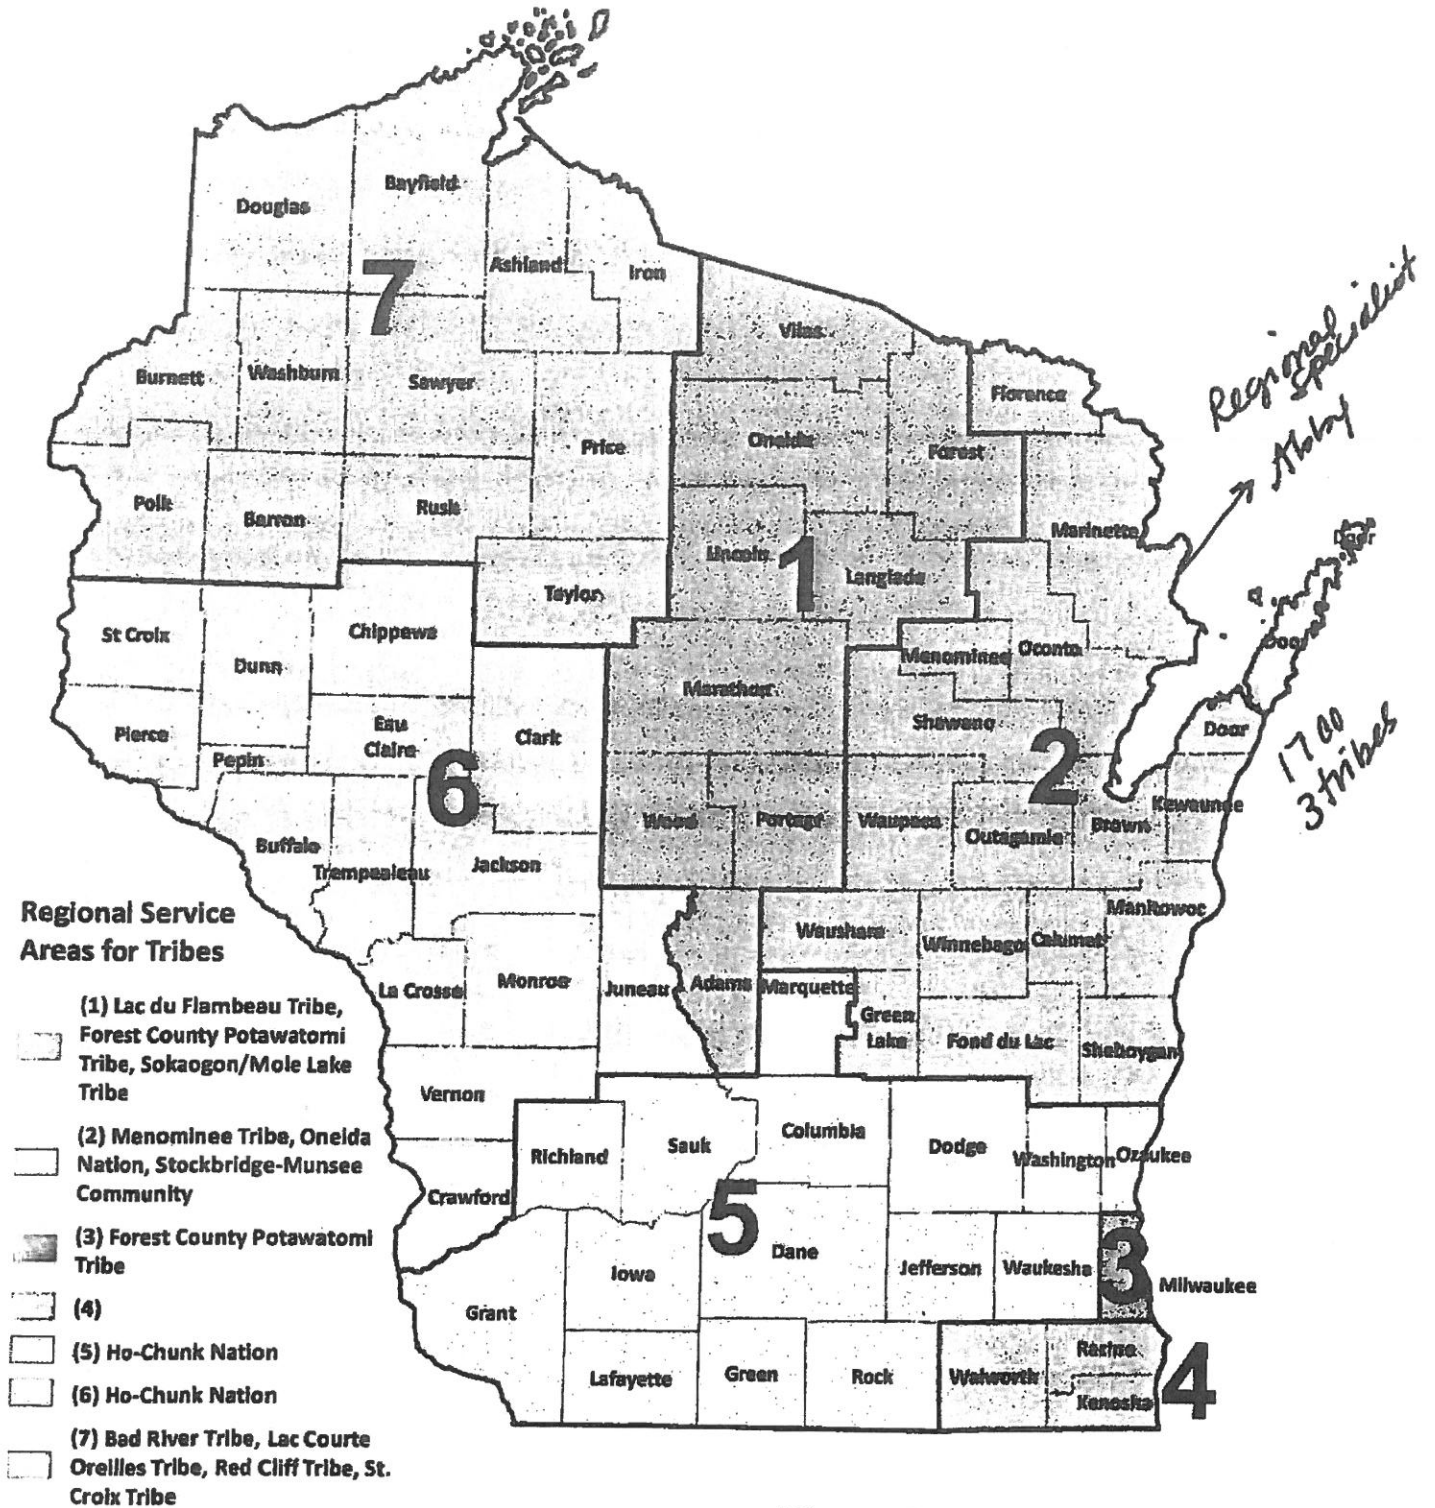 Douglas
Bayfield
Ashland
Iron
7
Vilas
Florence
Burnett
Washburn
Sawyer
Price
Oneida
Forest
Regional
Specialist
Polk
Barron
Rusk
Lincoln
1
Langlade
Marinette
Door
Taylor
St Croix
Dunn
Chippewa
Menominee
Oconto
Door
Marathon
Shawano
Pierce
Pepin
Eau
Claire
Clark
6
2
Door
1700
3 tribes
Kewaunee
Wood
Portage
Waupaca
Outagamie
Brown
Buffalo
Trempealeau
Jackson
Manitowoc
Waushara
Winnebago
Calumet
La Crosse
Monroe
Juneau
Adams
Marquette
Green
Lake
Fond du Lac
Sheboygan
Vernon
Richland
Sauk
Columbia
Dodge
Washington
Ozaukee
Crawford
5
Iowa
Dane
Jefferson
Waukesha
3
Milwaukee
Grant
Lafayette
Green
Rock
Walworth
Racine
Kenosha
4
Regional Service
Areas for Tribes
(1) Lac du Flambeau Tribe,
Forest County Potawatomi
Tribe, Sokaogon/Mole Lake
Tribe
(2) Menominee Tribe, Oneida
Nation, Stockbridge-Munsee
Community
(3) Forest County Potawatomi
Tribe
(4)
(5) Ho-Chunk Nation
(6) Ho-Chunk Nation
(7) Bad River Tribe, Lac Courte
Oreilles Tribe, Red Cliff Tribe, St.
Croix Tribe